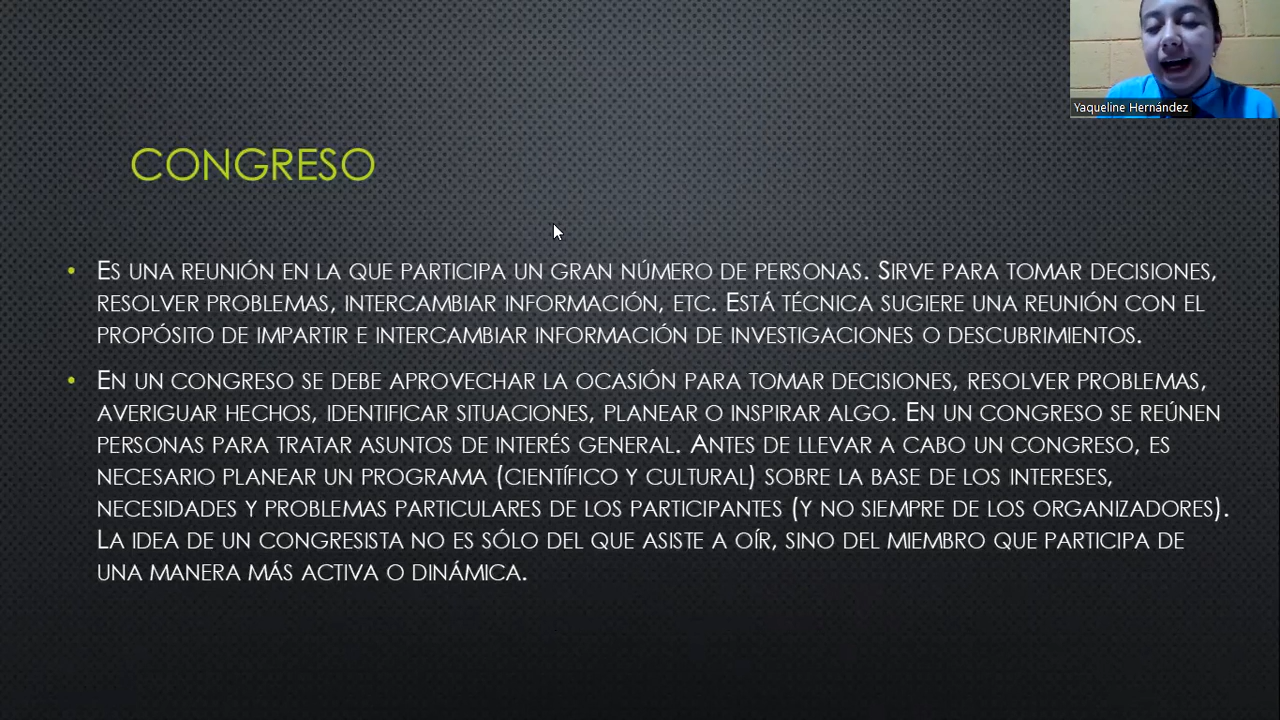 Yaqueline Hernández
CONGRESO
• ES UNA REUNIÓN EN LA QUE PARTICIPA UN GRAN NÚMERO DE PERSONAS. SIRVE PARA TOMAR DECISIONES,
RESOLVER PROBLEMAS, INTERCAMBIAR INFORMACIÓN, ETC. ESTÁ TÉCNICA SUGIERE UNA REUNIÓN CON EL
PROPÓSITO DE IMPARTIR E INTERCAMBIAR INFORMACIÓN DE INVESTIGACIONES O DESCUBRIMIENTOS.
• EN UN CONGRESO SE DEBE APROVECHAR LA OCASIÓN PARA TOMAR DECISIONES, RESOLVER PROBLEMAS,
AVERIGUAR HECHOS, IDENTIFICAR SITUACIONES, PLANEAR O INSPIRAR ALGO. EN UN CONGRESO SE REÚNEN
PERSONAS PARA TRATAR ASUNTOS DE INTERÉS GENERAL. ANTES DE LLEVAR A CABO UN CONGRESO, ES
NECESARIO PLANEAR UN PROGRAMA (CIENTÍFICO Y CULTURAL) SOBRE LA BASE DE LOS INTERESES,
NECESIDADES Y PROBLEMAS PARTICULARES DE LOS PARTICIPANTES (Y NO SIEMPRE DE LOS ORGANIZADORES).
LA IDEA DE UN CONGRESISTA NO ES SÓLO DEL QUE ASISTE A OÍR, SINO DEL MIEMBRO QUE PARTICIPA DE
UNA MANERA MÁS ACTIVA O DINÁMICA.